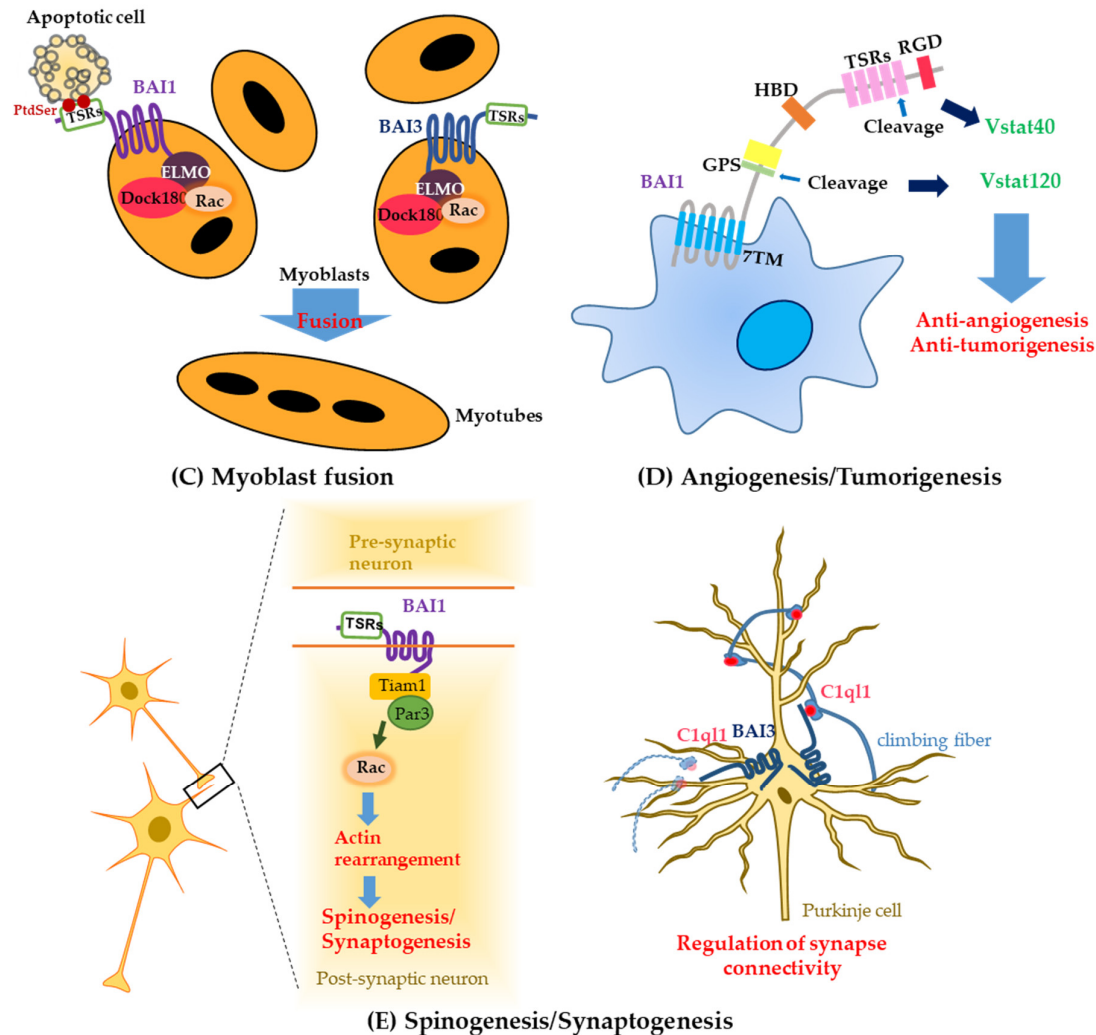 Apoptotic cell
BAI1
PtdSer
TSRs
ELMO
Dock180
Rac
BAI3
TSRs
ELMO
Dock180
Rac
Myoblasts
Fusion
Myotubes
(C) Myoblast fusion
TSRs
RGD
HBD
Cleavage
Vstat40
GPS
BAI1
Cleavage
Vstat120
7TM
Anti-angiogenesis
Anti-tumorigenesis
(D) Angiogenesis/Tumorigenesis
Pre-synaptic
neuron
BAI1
TSRs
Tiam1
Par3
Rac
Actin
rearrangement
Spinogenesis/
Synaptogenesis
Post-synaptic neuron
C1ql1
C1ql1
BAI3
climbing fiber
Purkinje cell
Regulation of synapse
connectivity
(E) Spinogenesis/Synaptogenesis